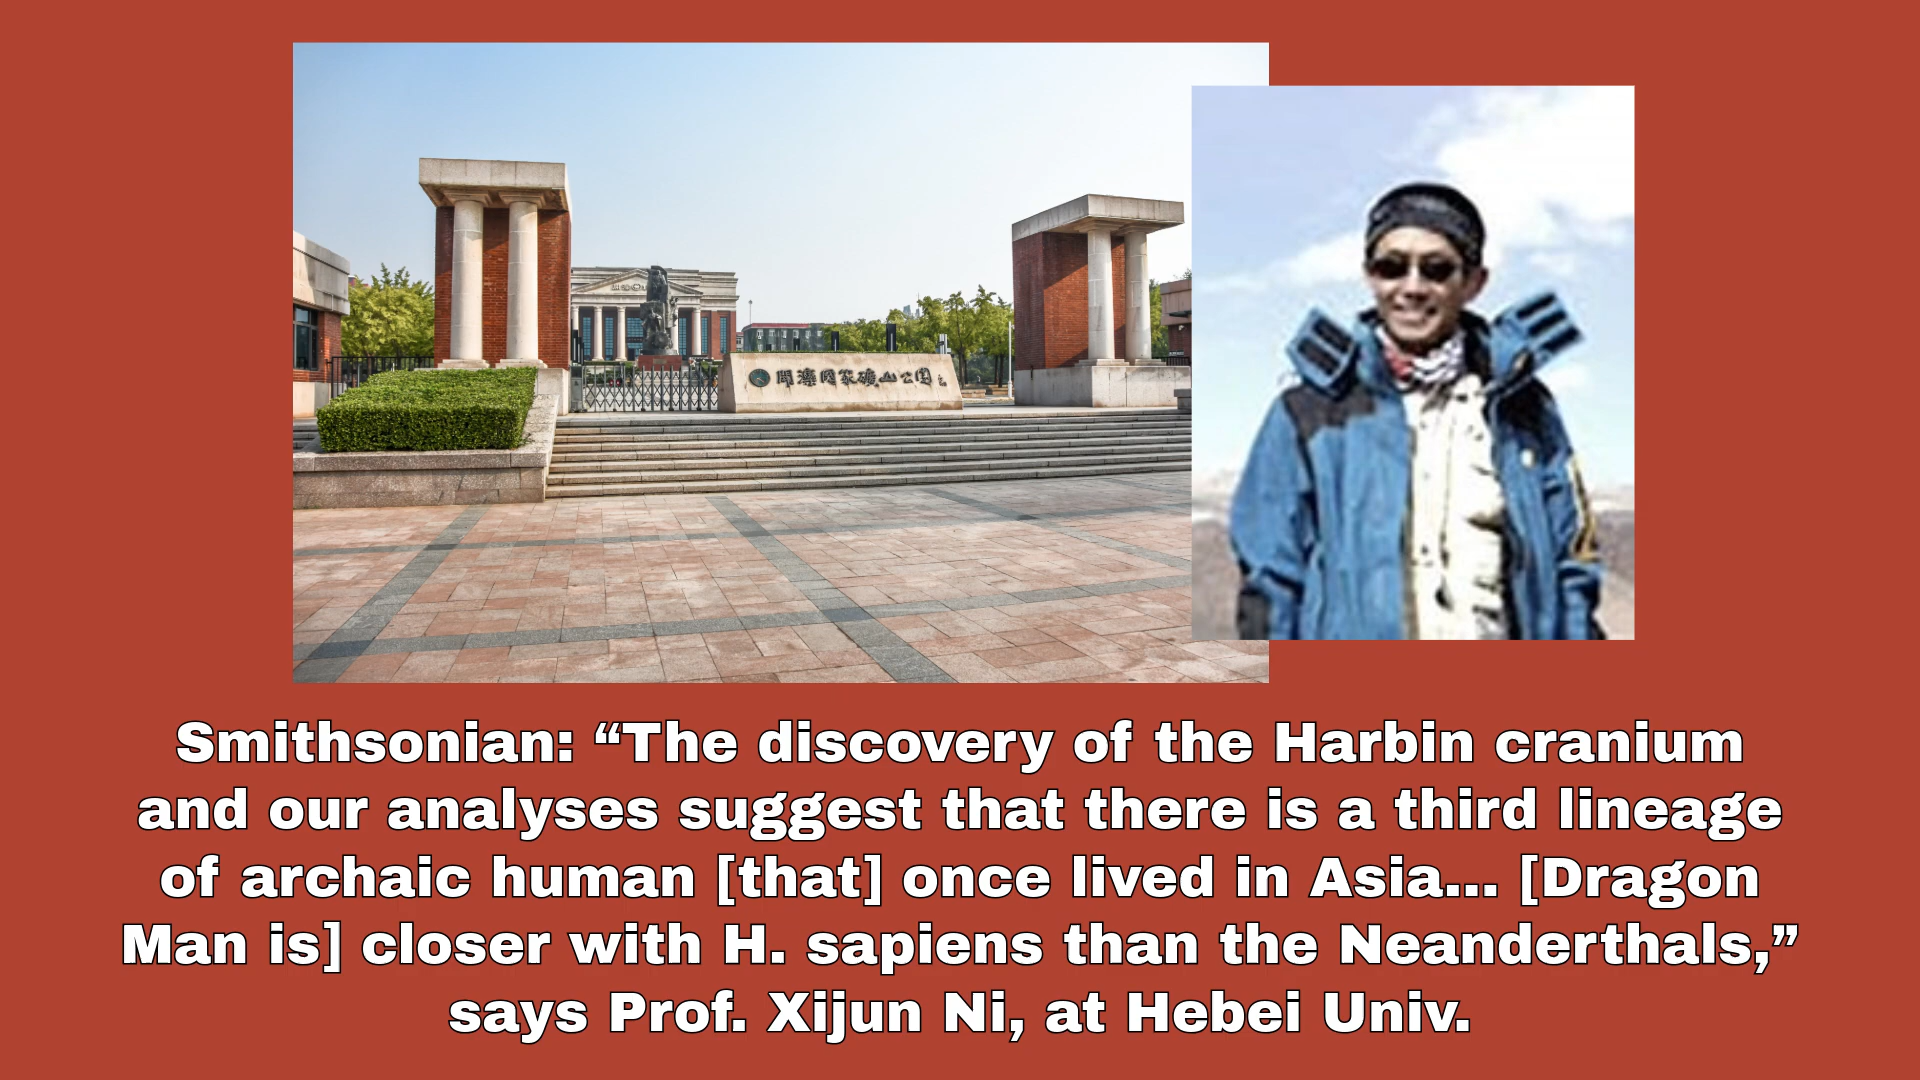 開灤國家礦山公園
Smithsonian: “The discovery of the Harbin cranium
and our analyses suggest that there is a third lineage
of archaic human [that] once lived in Asia... [Dragon
Man is] closer with H. sapiens than the Neanderthals,”
says Prof. Xijun Ni, at Hebei Univ.